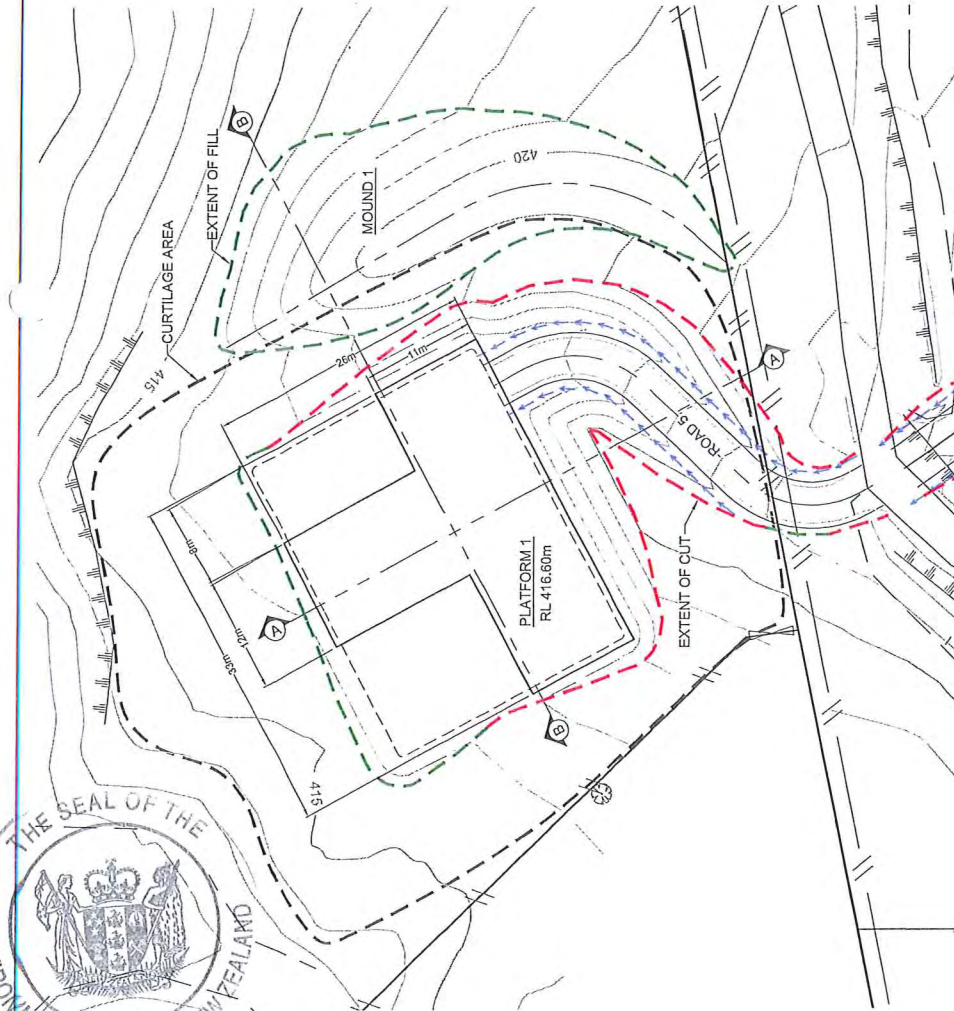 B
EXTENT OF FILL
CURTILAGE AREA
MOUND 1
420
415
26m
11m
A
ROAD 5
8m
12m
33m
A
PLATFORM 1
RL 416.60m
EXTENT OF CUT
B
415
THE SEAL OF THE
ZEALAND